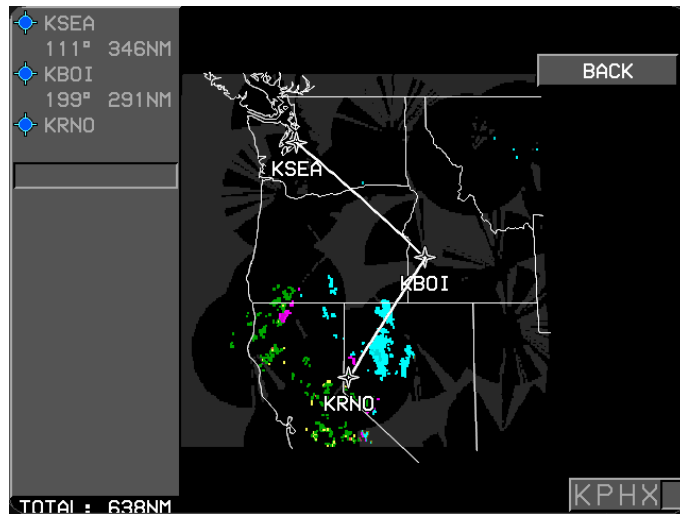 KSEA
111° 346NM
KBOI
199° 291NM
KRNO
BACK
KSEA
KBOI
KRNO
KPHX
TOTAL: 638NM